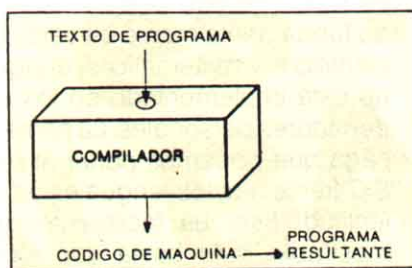 TEXTO DE PROGRAMA
COMPILADOR
CODIGO DE MAQUINA
PROGRAMA
RESULTANTE